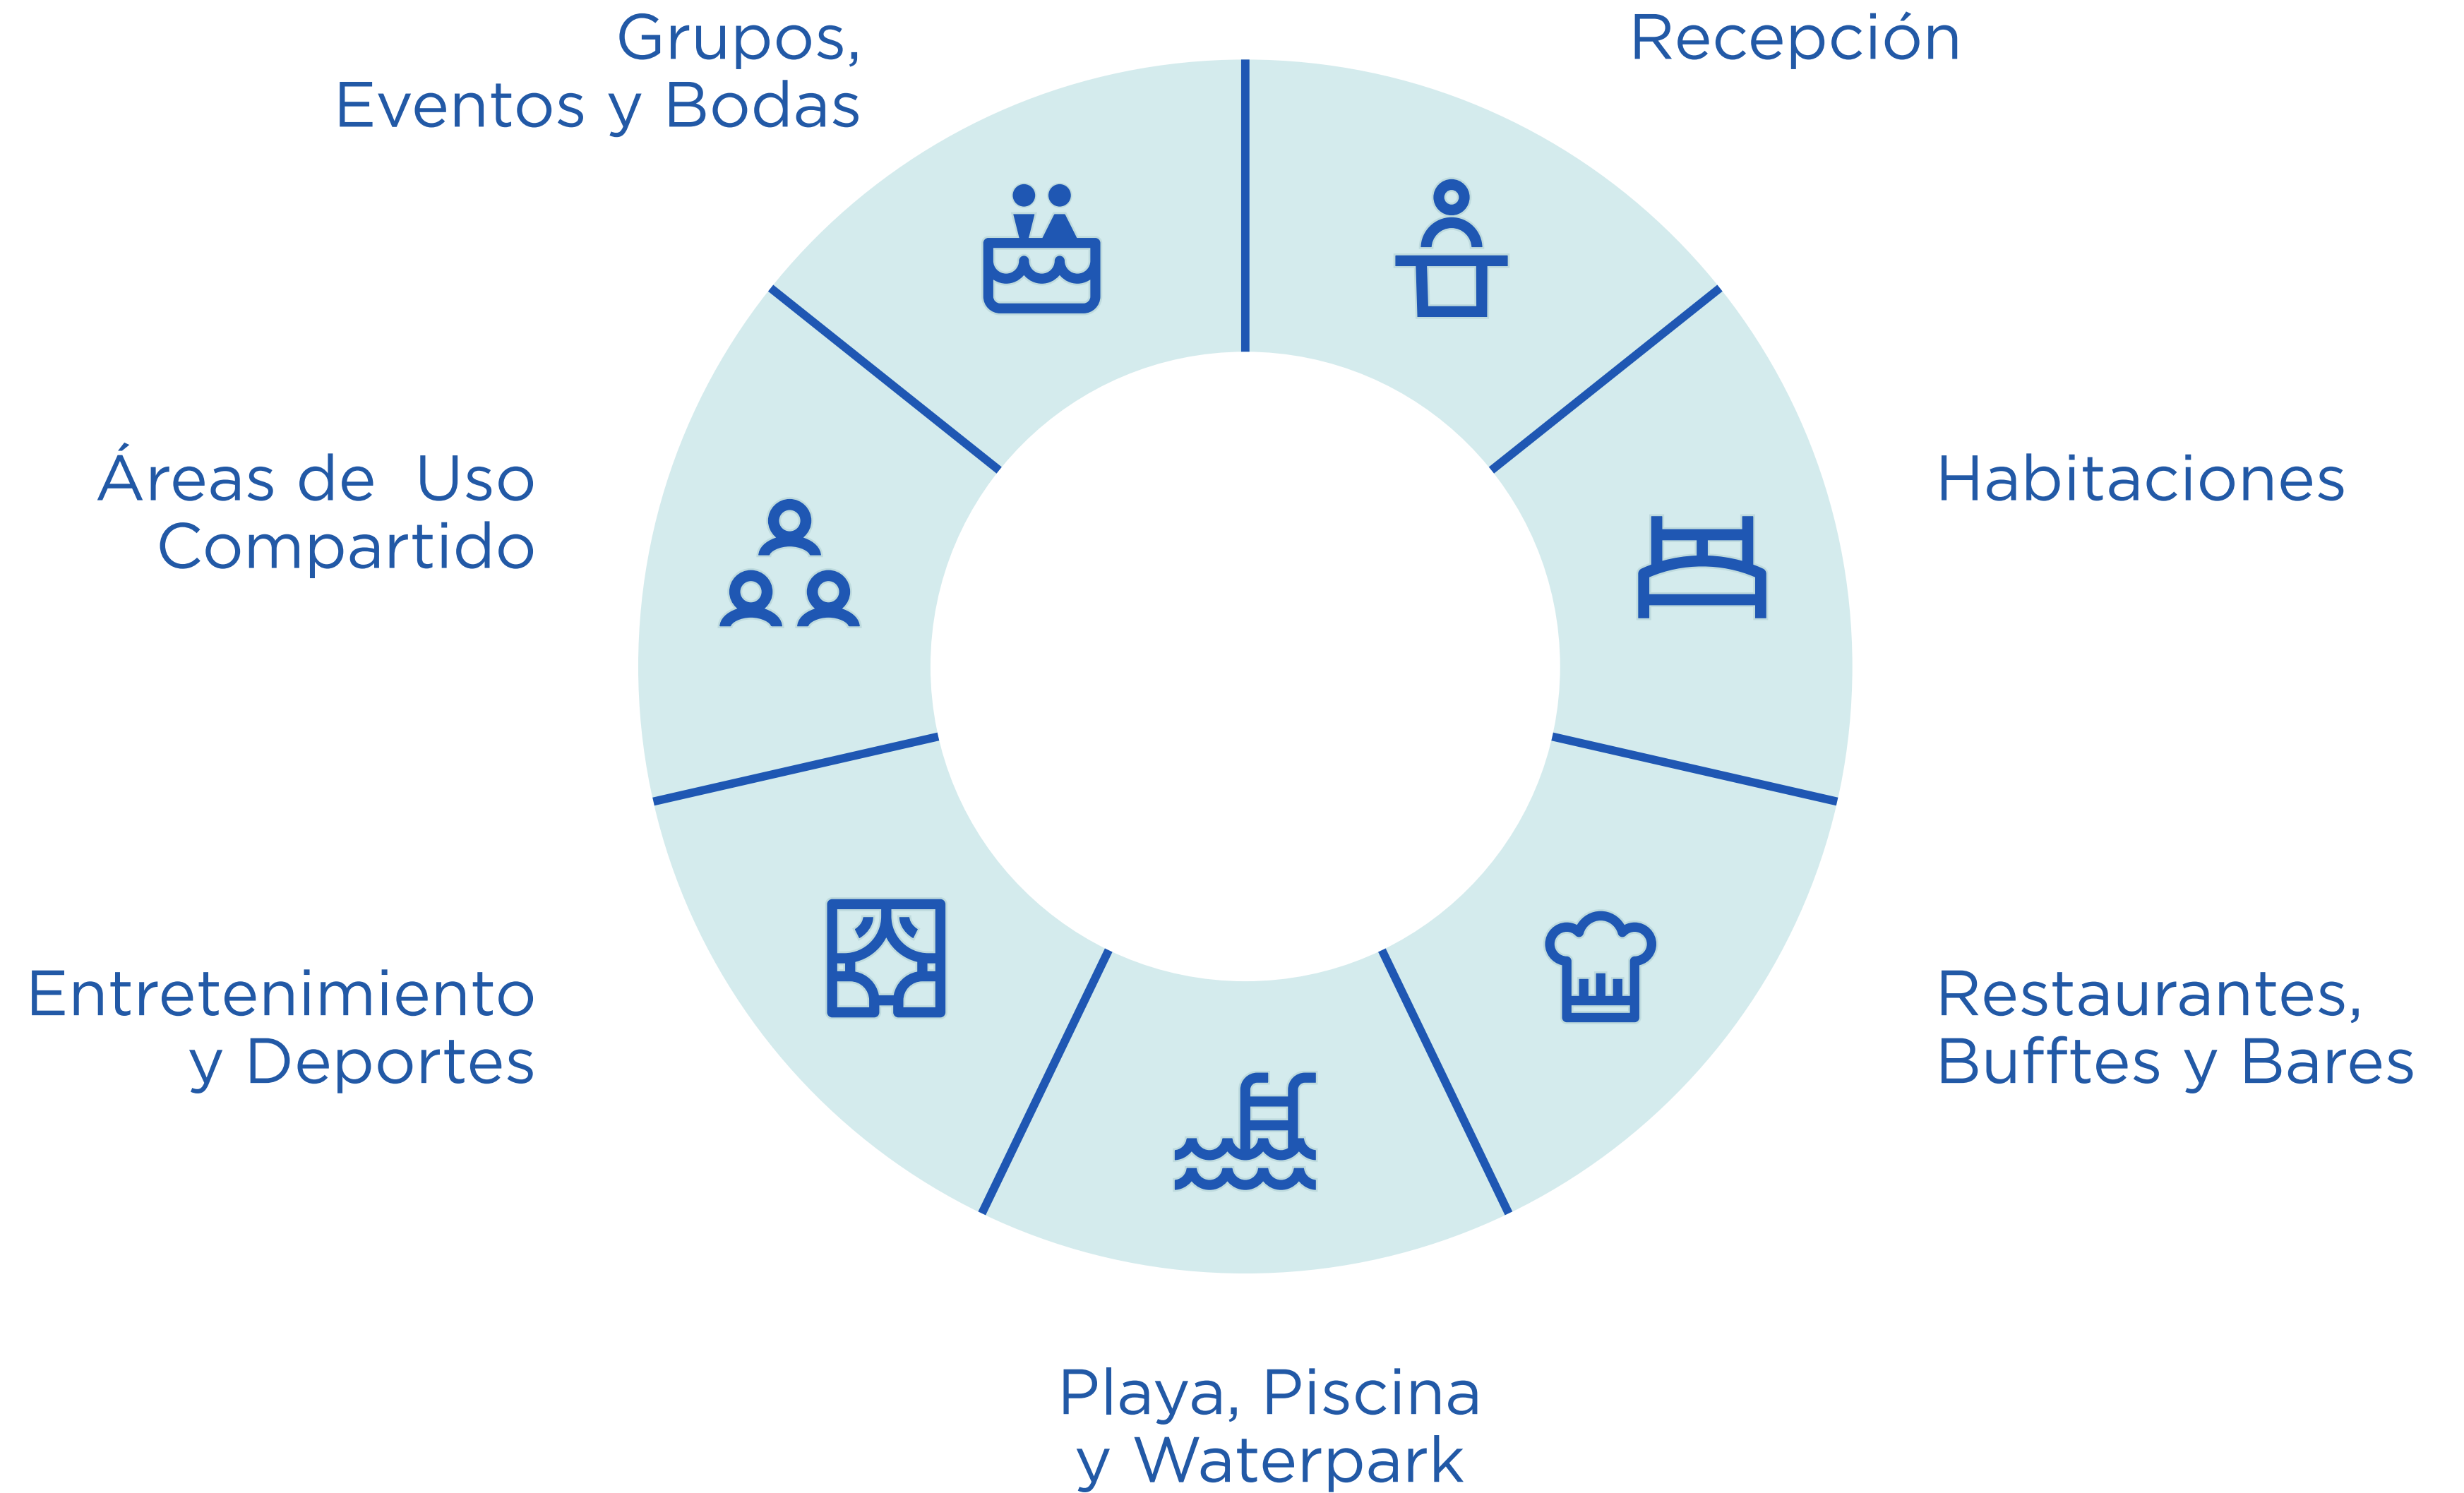 Grupos,
Eventos y Bodas
Recepción
Áreas de Uso
Compartido
Habitaciones
Entretenimiento
y Deportes
Restaurantes,
Bufftes y Bares
Playa, Piscina
y Waterpark